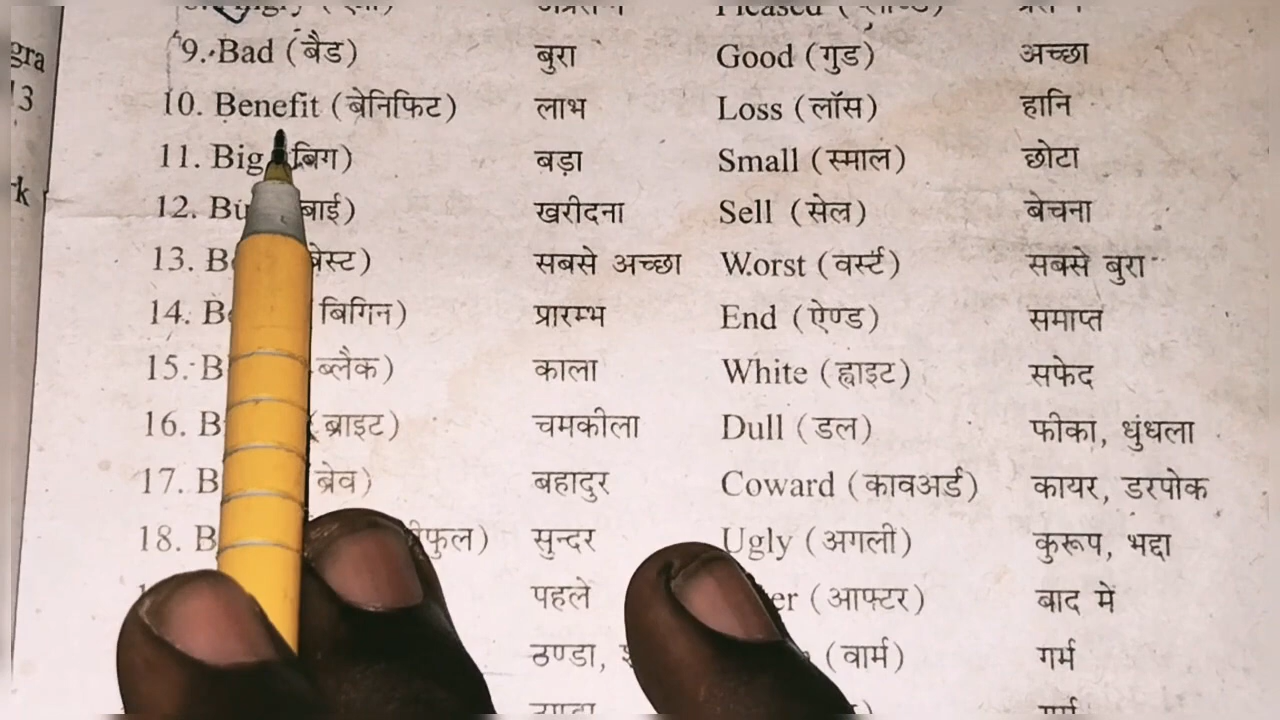 gra
13
k
9. Bad (बैड) बुरा Good (गुड) अच्छा
10. Benefit (बेनिफिट) लाभ Loss (लॉस) हानि
11. Big (बिग) बड़ा Small (स्माल) छोटा
12. बाई) खरीदना Sell (सेल) बेचना
13. सबसे अच्छा Worst (वर्स्ट) सबसे बुरा
14. बिगिन) प्रारम्भ End (ऐण्ड) समाप्त
15. ब्लैक) काला White (ह्वाइट) सफेद
16. (ब्राइट) चमकीला Dull (डल) फीका, धुंधला
17. ब्रेव) बहादुर Coward (कावअर्ड) कायर, डरपोक
18. सुन्दर Ugly (अगली) कुरूप, भद्दा
पहले (आफ्टर) बाद में
ठण्डा, (वार्म) गर्म